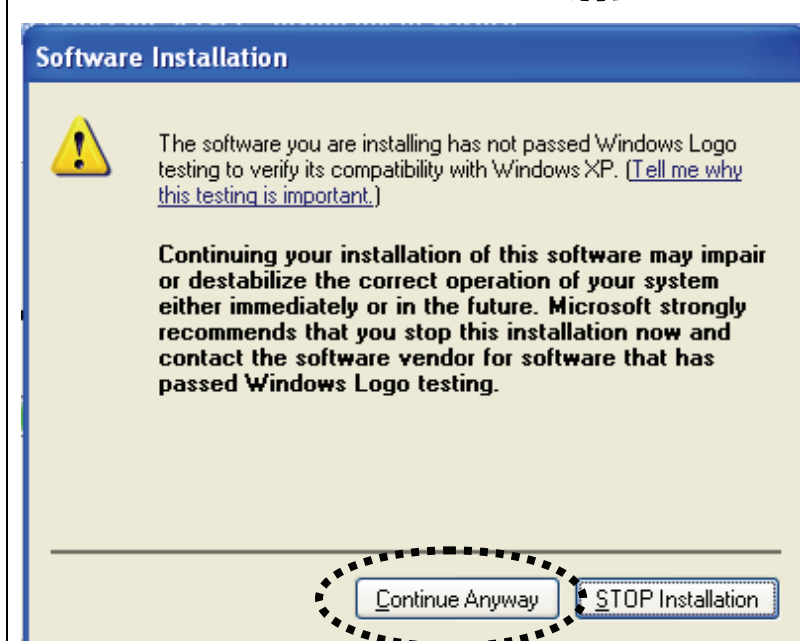 Software Installation
The software you are installing has not passed Windows Logo
testing to verify its compatibility with Windows XP. (Tell me why
this testing is important.)
Continuing your installation of this software may impair
or destabilize the correct operation of your system
either immediately or in the future. Microsoft strongly
recommends that you stop this installation now and
contact the software vendor for software that has
passed Windows Logo testing.
Continue Anyway
STOP Installation